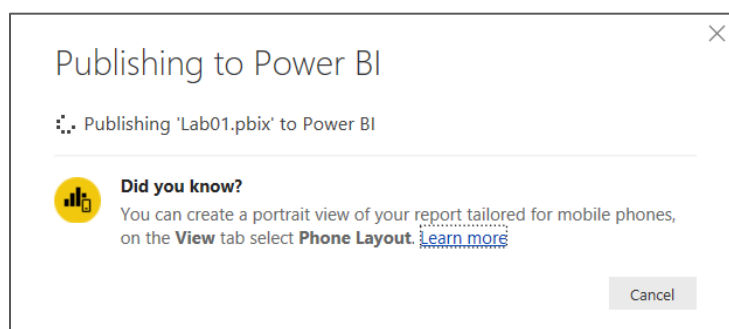 Publishing to Power BI
Publishing 'Lab01.pbix' to Power BI
Did you know?
You can create a portrait view of your report tailored for mobile phones,
on the View tab select Phone Layout. Learn more
Cancel